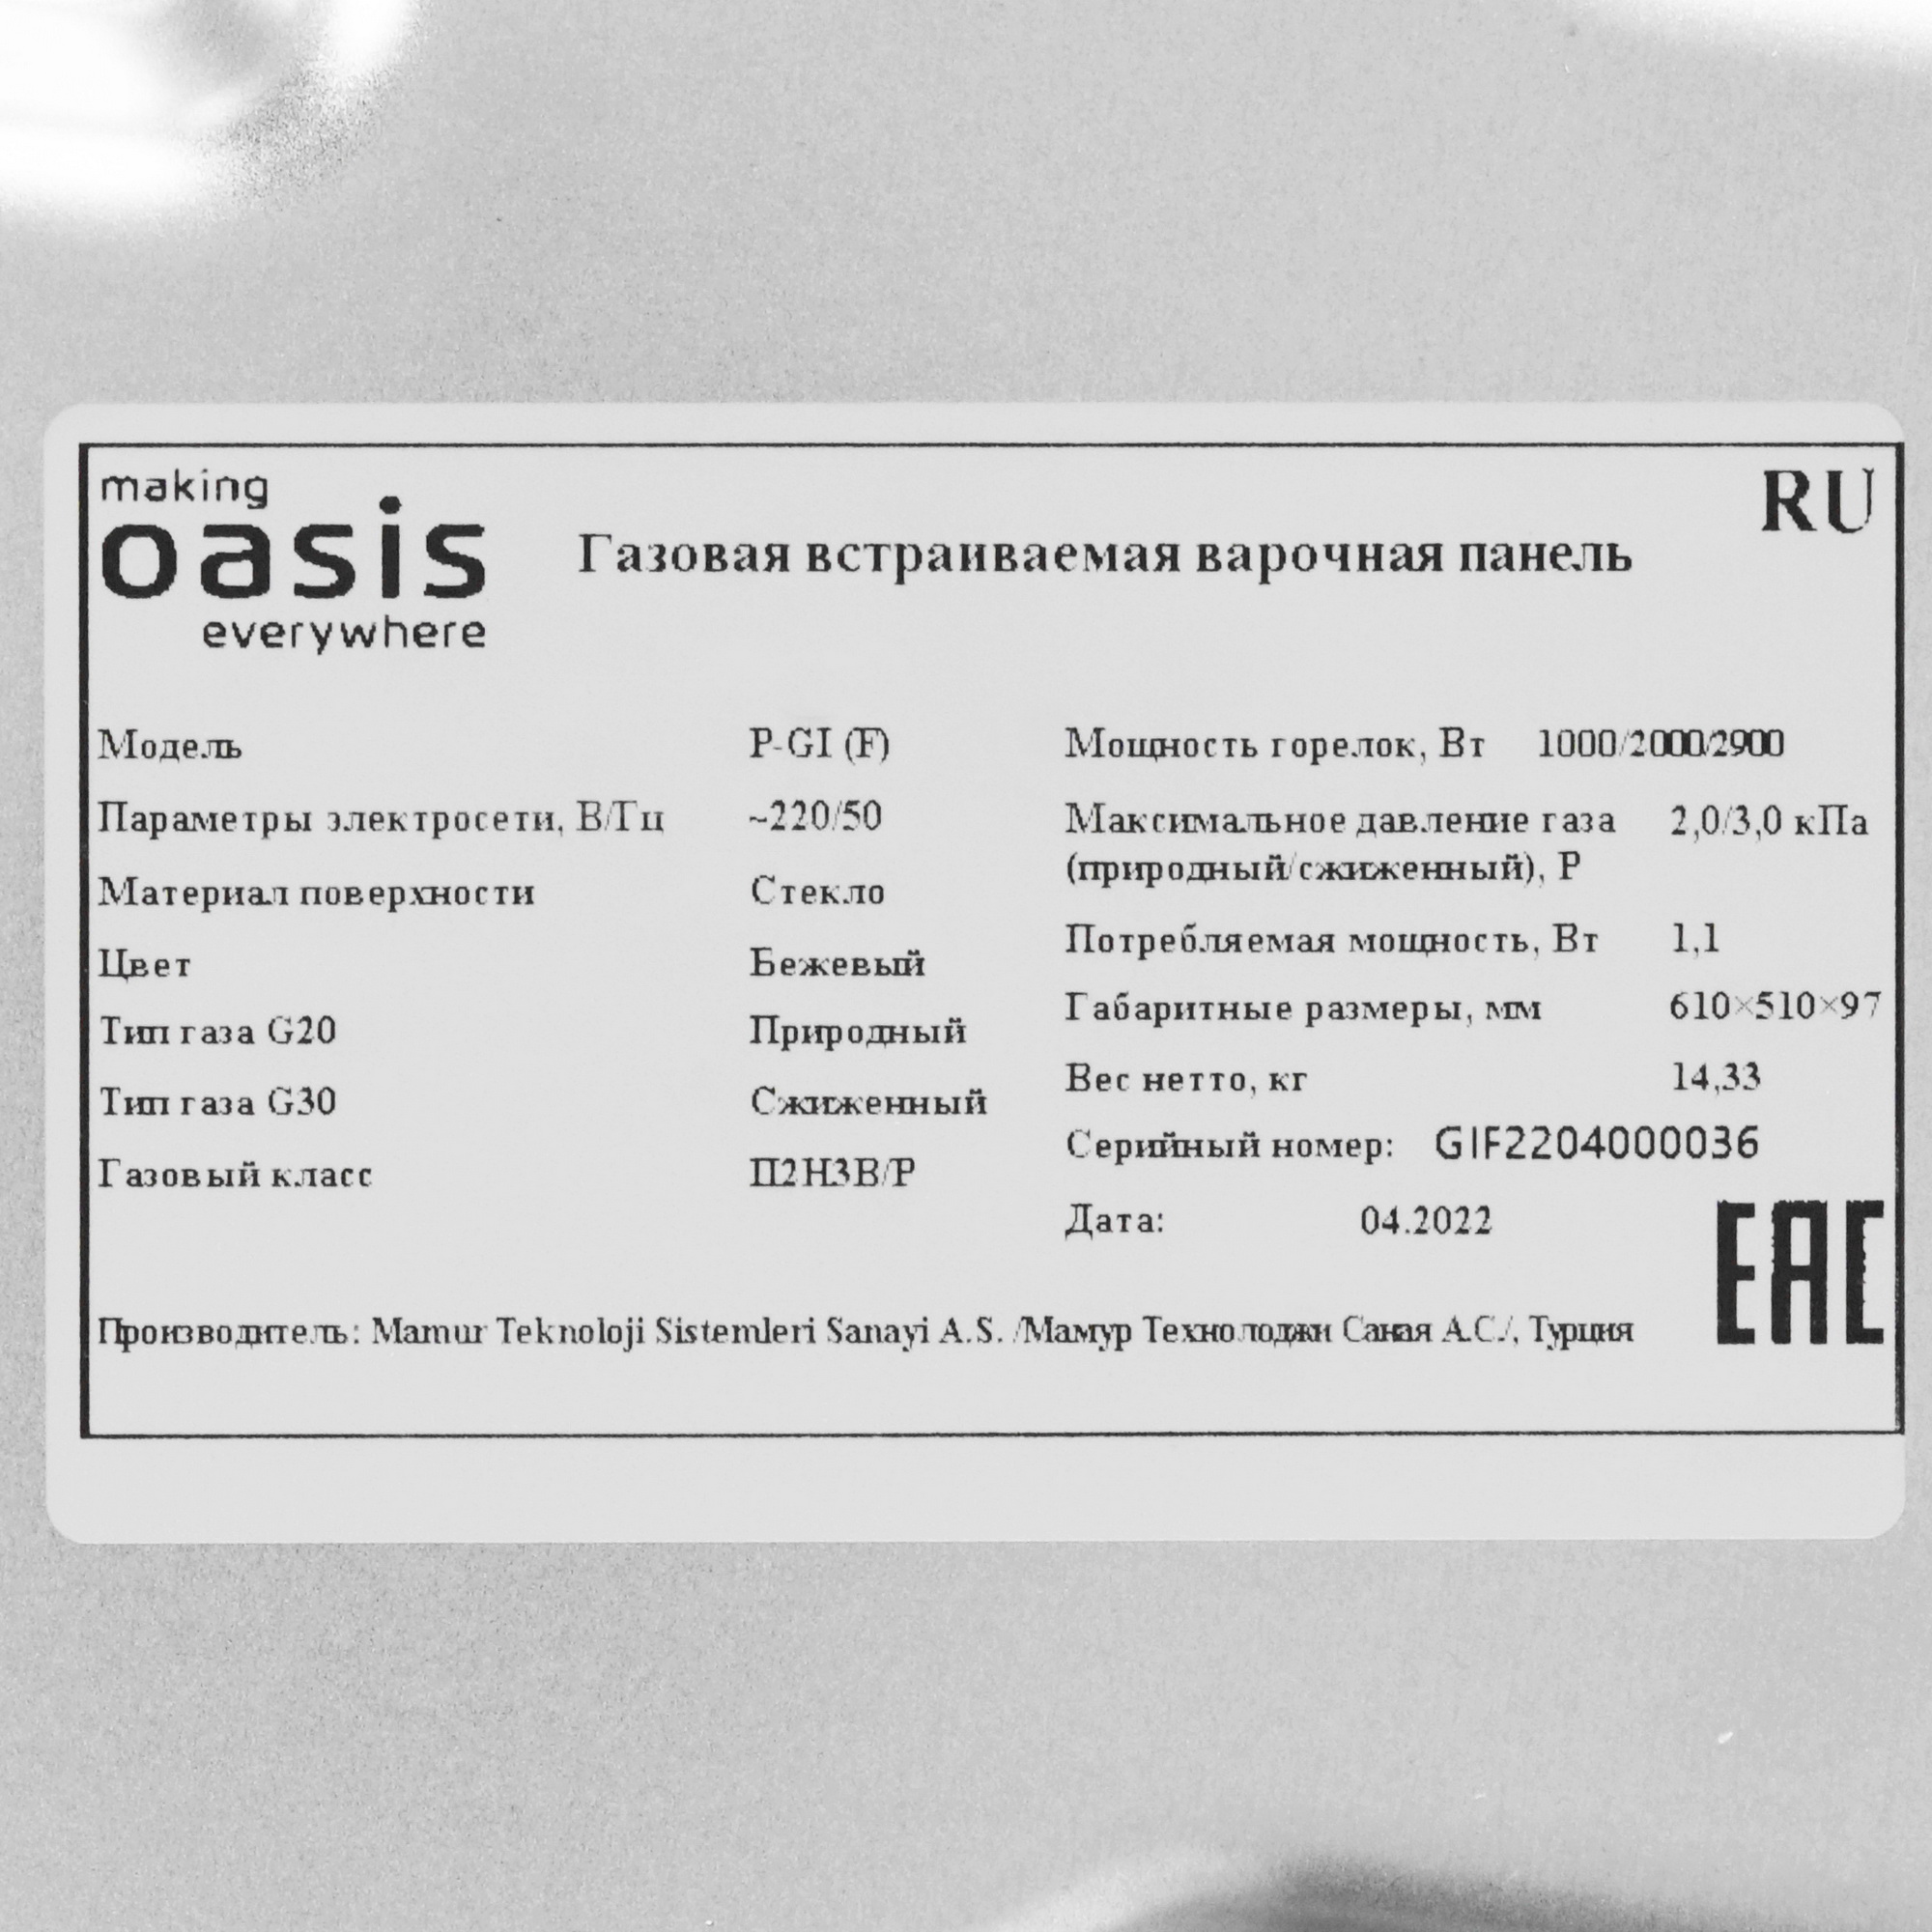 making
oasis
everywhere
Газовая встраиваемая варочная панель
RU
Модель P-GI (F)
Параметры электросети, В/Гц ~220/50
Материал поверхности Стекло
Цвет Бежевый
Тип газа G20 Природный
Тип газа G30 Сжиженный
Газовый класс П2Н3В/Р
Мощность горелок, Вт 1000/2000/2900
Максимальное давление газа 2,0/3,0 кПа
(природный/сжиженный), Р
Потребляемая мощность, Вт 1,1
Габаритные размеры, мм 610×510×97
Вес нетто, кг 14,33
Серийный номер: GIF2204000036
Дата: 04.2022
EAC
Производитель: Mamur Teknoloji Sistemleri Sanayi A.S. /Мамур Технолоджи Саная А.С./, Турция